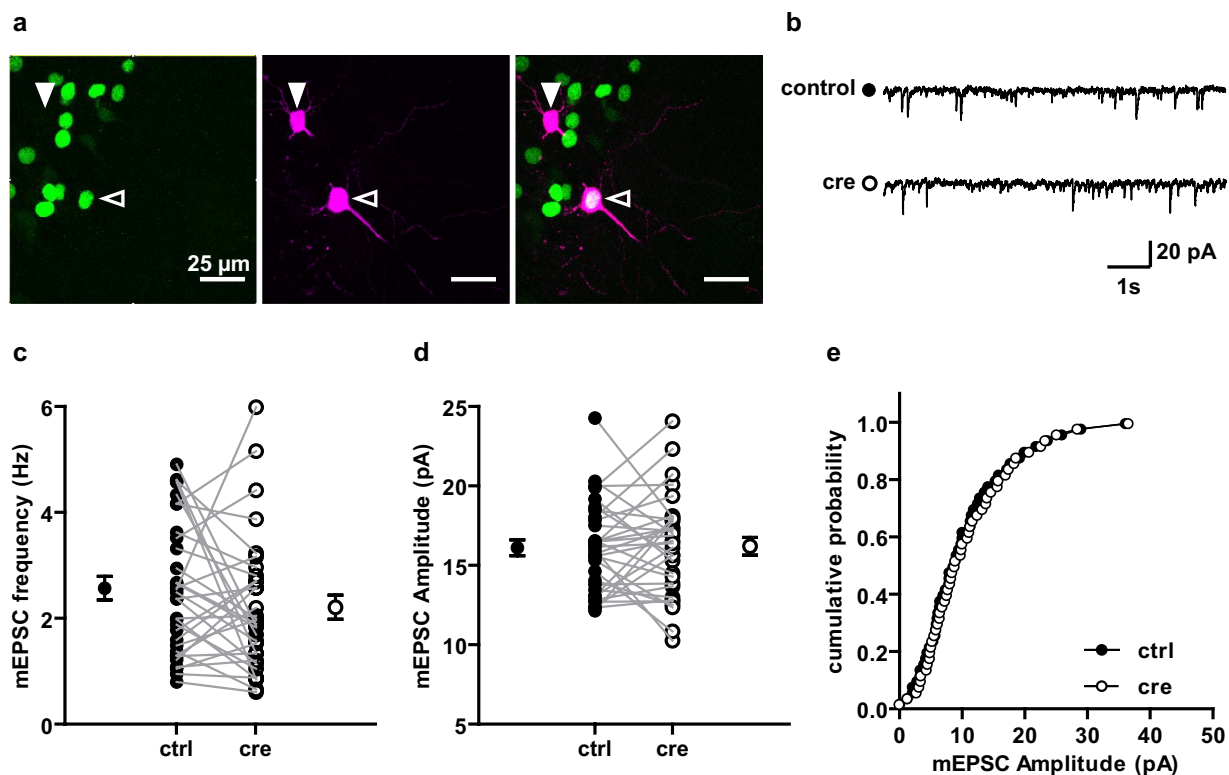 a
25 µm
b
control
cre
20 pA
1s
c
mEPSC frequency (Hz)
6
4
2
0
ctrl
cre
d
mEPSC Amplitude (pA)
25
20
15
10
5
ctrl
cre
e
cumulative probability
1.0
0.8
0.6
0.4
0.2
0.0
ctrl
cre
0
10
20
30
40
50
mEPSC Amplitude (pA)